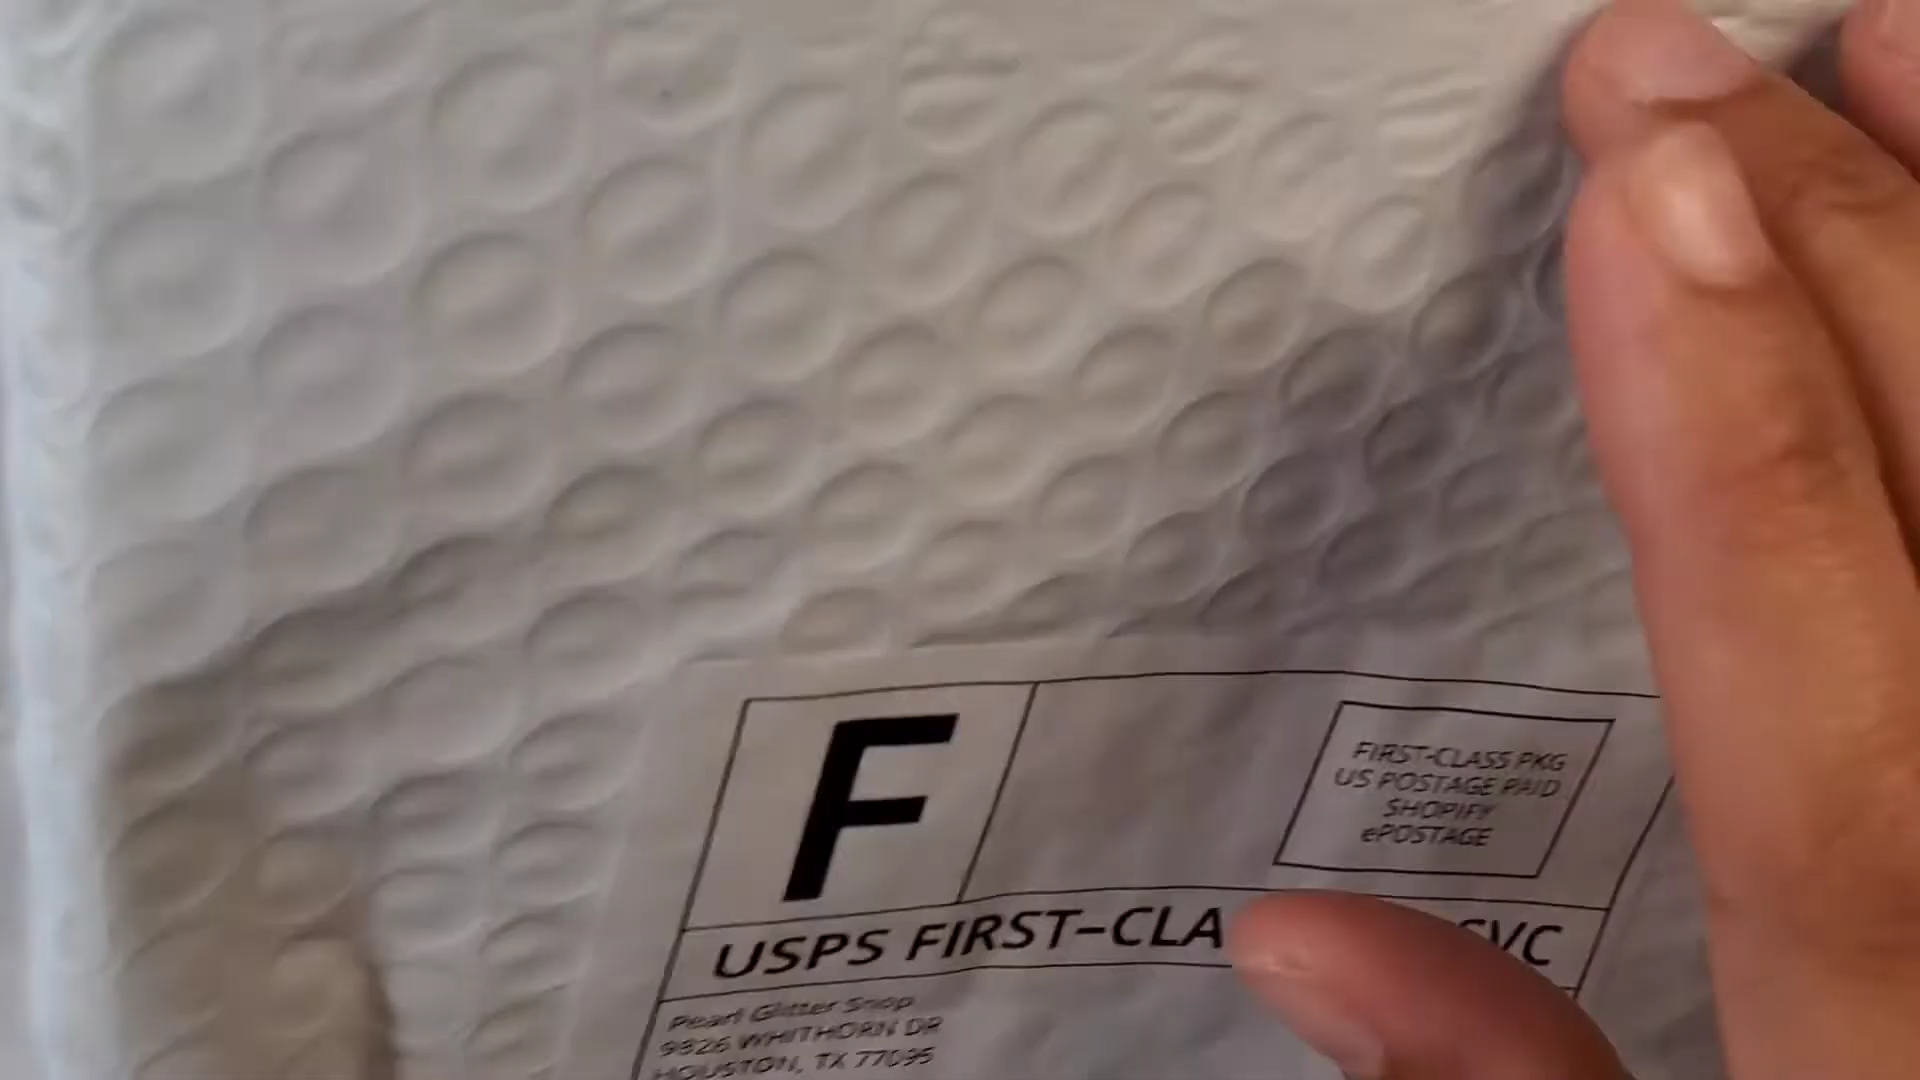 F
FIRST-CLASS PKG
US POSTAGE PAID
SHOPIFY
ePOSTAGE
USPS FIRST-CLA SVC
Pearl Glitter Shop
9826 WHITHORN DR
HOUSTON, TX 77095